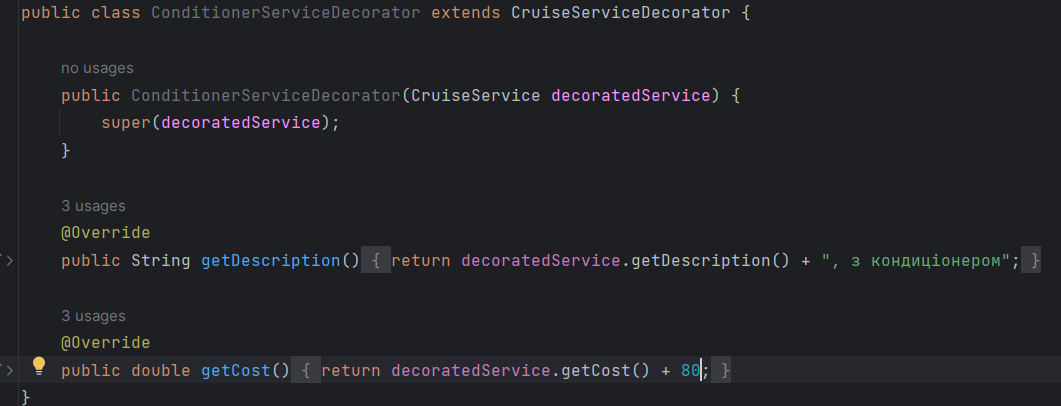 public class ConditionerServiceDecorator extends CruiseServiceDecorator {
no usages
public ConditionerServiceDecorator(CruiseService decoratedService) {
super(decoratedService);
}
3 usages
@Override
public String getDescription() { return decoratedService.getDescription() + ", з кондиціонером"; }
3 usages
@Override
public double getCost() { return decoratedService.getCost() + 80; }
}